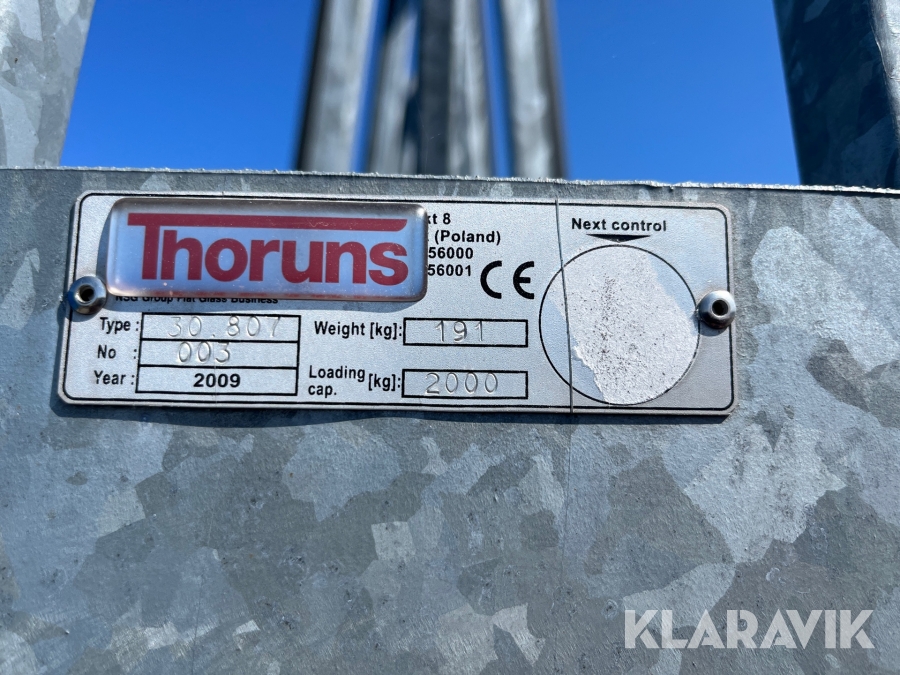 Thoruns
kt 8
(Poland)
56000
56001
CE
NSG Group Flat Glass Business
Type : 30.807
No : 003
Year : 2009
Weight [kg]: 191
Loading cap. [kg]: 2000
Next control
KLARAVIK